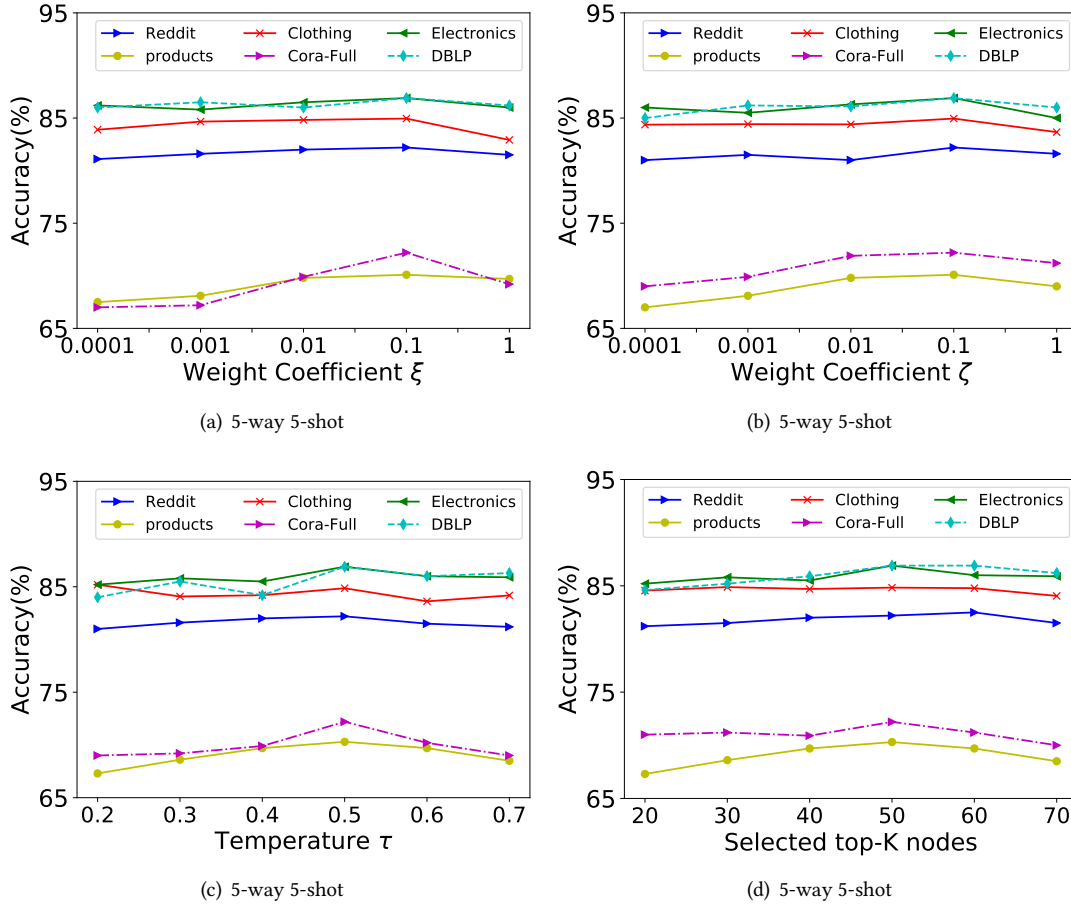 95
Reddit Clothing Electronics
products Cora-Full DBLP
85
75
65
Accuracy(%)
0.0001 0.001 0.01 0.1 1
Weight Coefficient ξ
(a) 5-way 5-shot
95
Reddit Clothing Electronics
products Cora-Full DBLP
85
75
65
Accuracy(%)
0.0001 0.001 0.01 0.1 1
Weight Coefficient ζ
(b) 5-way 5-shot
95
Reddit Clothing Electronics
products Cora-Full DBLP
85
75
65
Accuracy(%)
0.2 0.3 0.4 0.5 0.6 0.7
Temperature τ
(c) 5-way 5-shot
95
Reddit Clothing Electronics
products Cora-Full DBLP
85
75
65
Accuracy(%)
20 30 40 50 60 70
Selected top-K nodes
(d) 5-way 5-shot